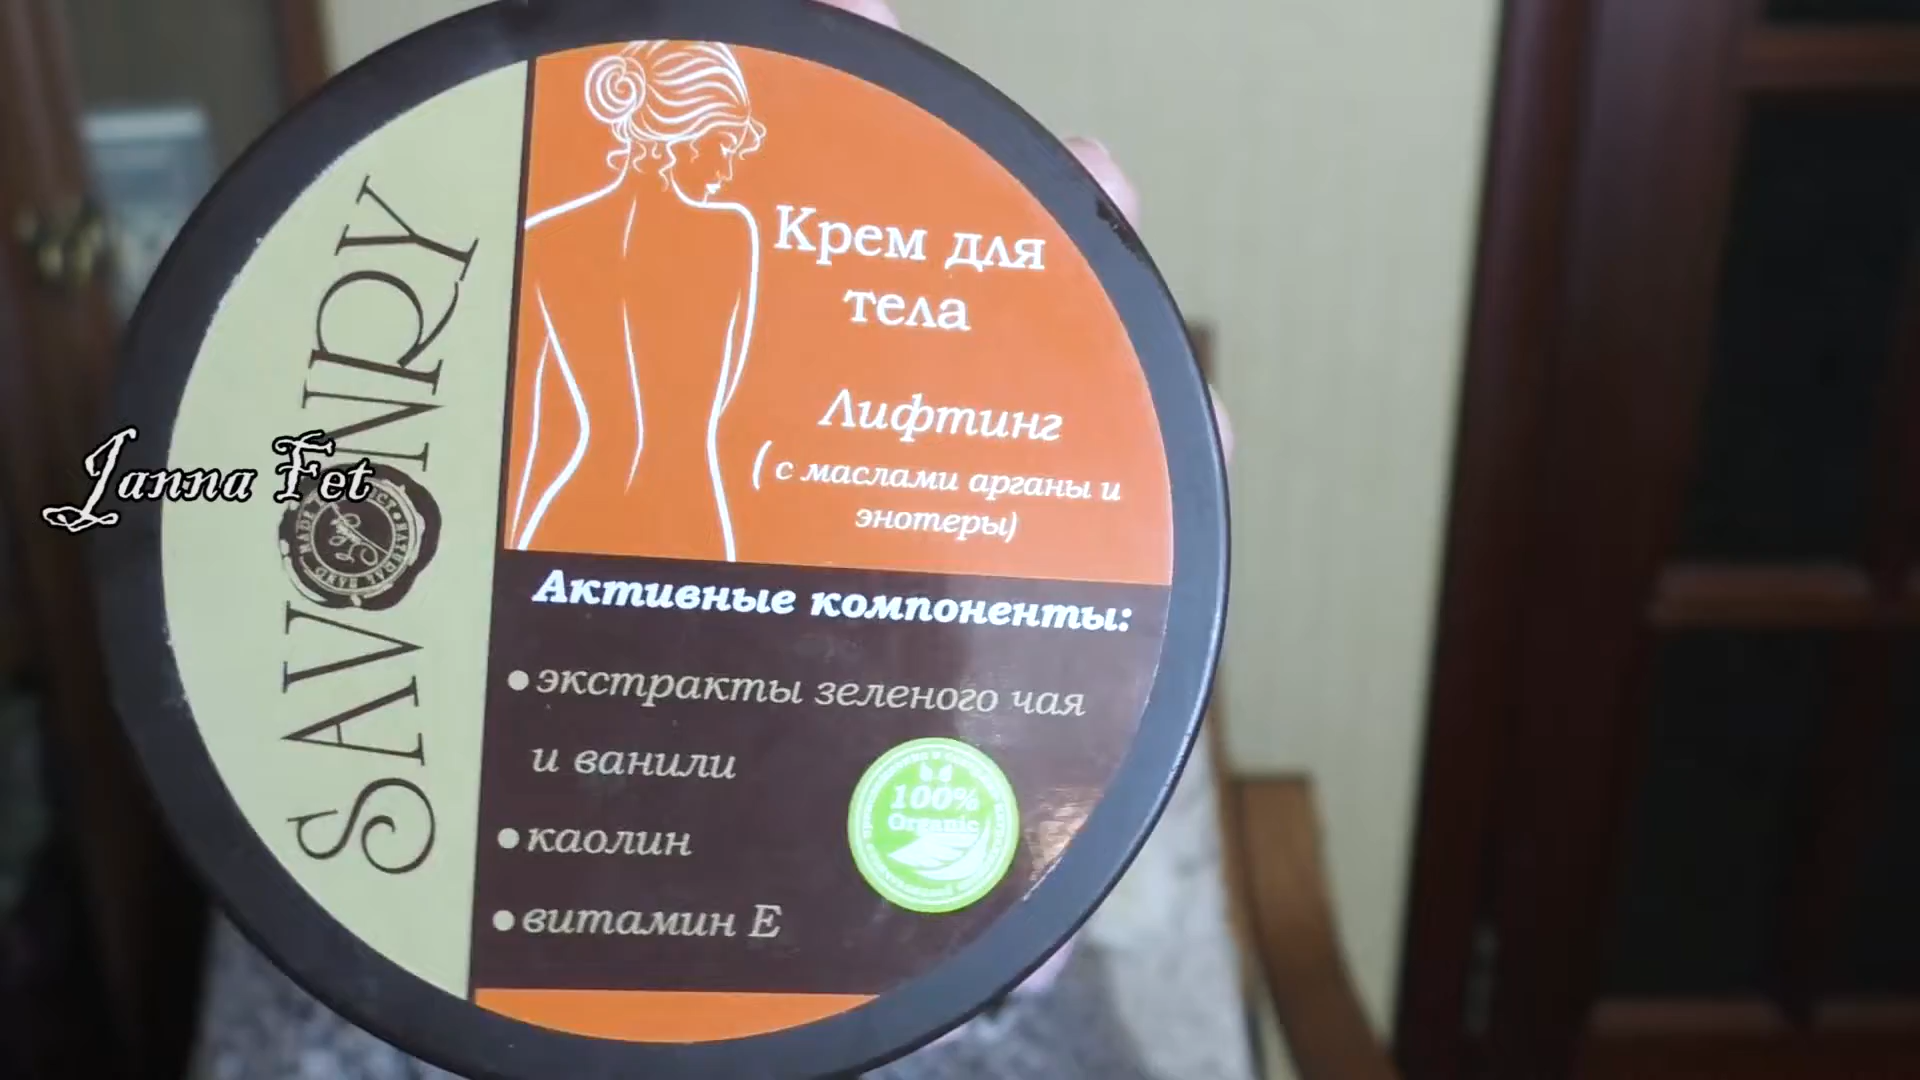 SAVONRY
Janna Fet
Крем для
тела
Лифтинг
( с маслами арганы и
энотеры)
Активные компоненты:
•экстракты зеленого чая
и ванили
•каолин
•витамин Е
100%
Organic